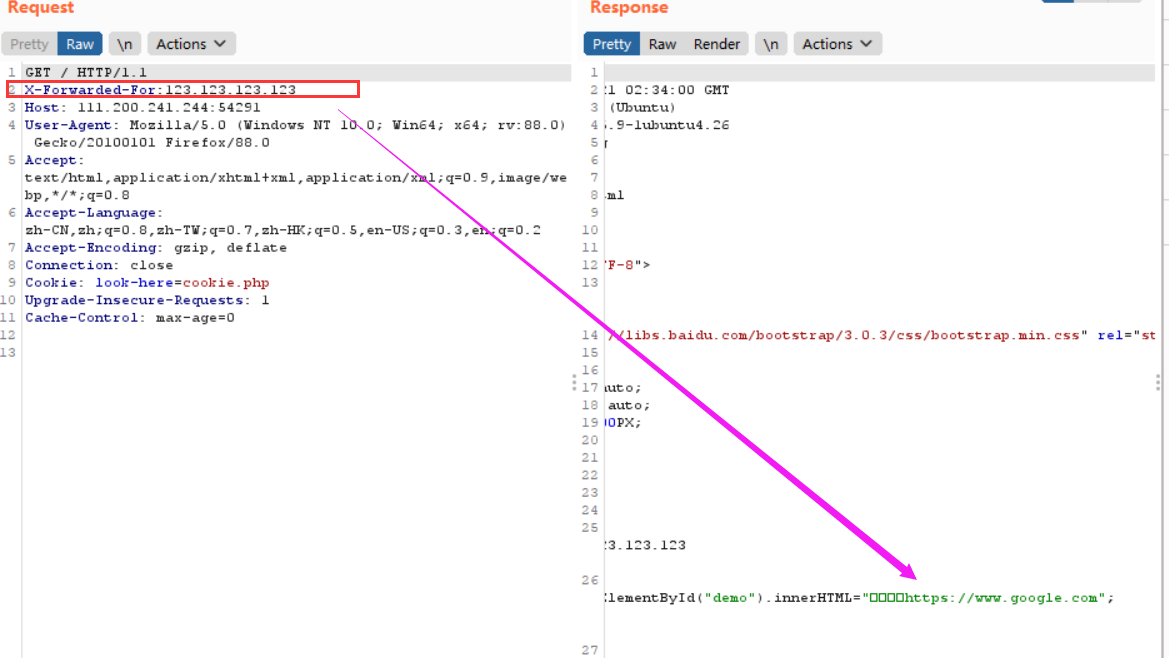 Request
Pretty Raw \n Actions
1 GET / HTTP/1.1
2 X-Forwarded-For:123.123.123.123
3 Host: 111.200.241.244:54291
4 User-Agent: Mozilla/5.0 (Windows NT 10.0; Win64; x64; rv:88.0)
Gecko/20100101 Firefox/88.0
5 Accept:
text/html,application/xhtml+xml,application/xml;q=0.9,image/we
bp,*/*;q=0.8
6 Accept-Language:
zh-CN,zh;q=0.8,zh-TW;q=0.7,zh-HK;q=0.5,en-US;q=0.3,en;q=0.2
7 Accept-Encoding: gzip, deflate
8 Connection: close
9 Cookie: look-here=cookie.php
10 Upgrade-Insecure-Requests: 1
11 Cache-Control: max-age=0
12
13
Response
Pretty Raw Render \n Actions
1
2 21 02:34:00 GMT
3 (Ubuntu)
4 .9-1ubuntu4.26
5
6
7
8 ml
9
10
11
12 F-8">
13
14 //libs.baidu.com/bootstrap/3.0.3/css/bootstrap.min.css" rel="st
15
16
17 auto;
18 auto;
19 00PX;
20
21
22
23
24
25
23.123.123
26
ElementById("demo").innerHTML="□□□□https://www.google.com";
27